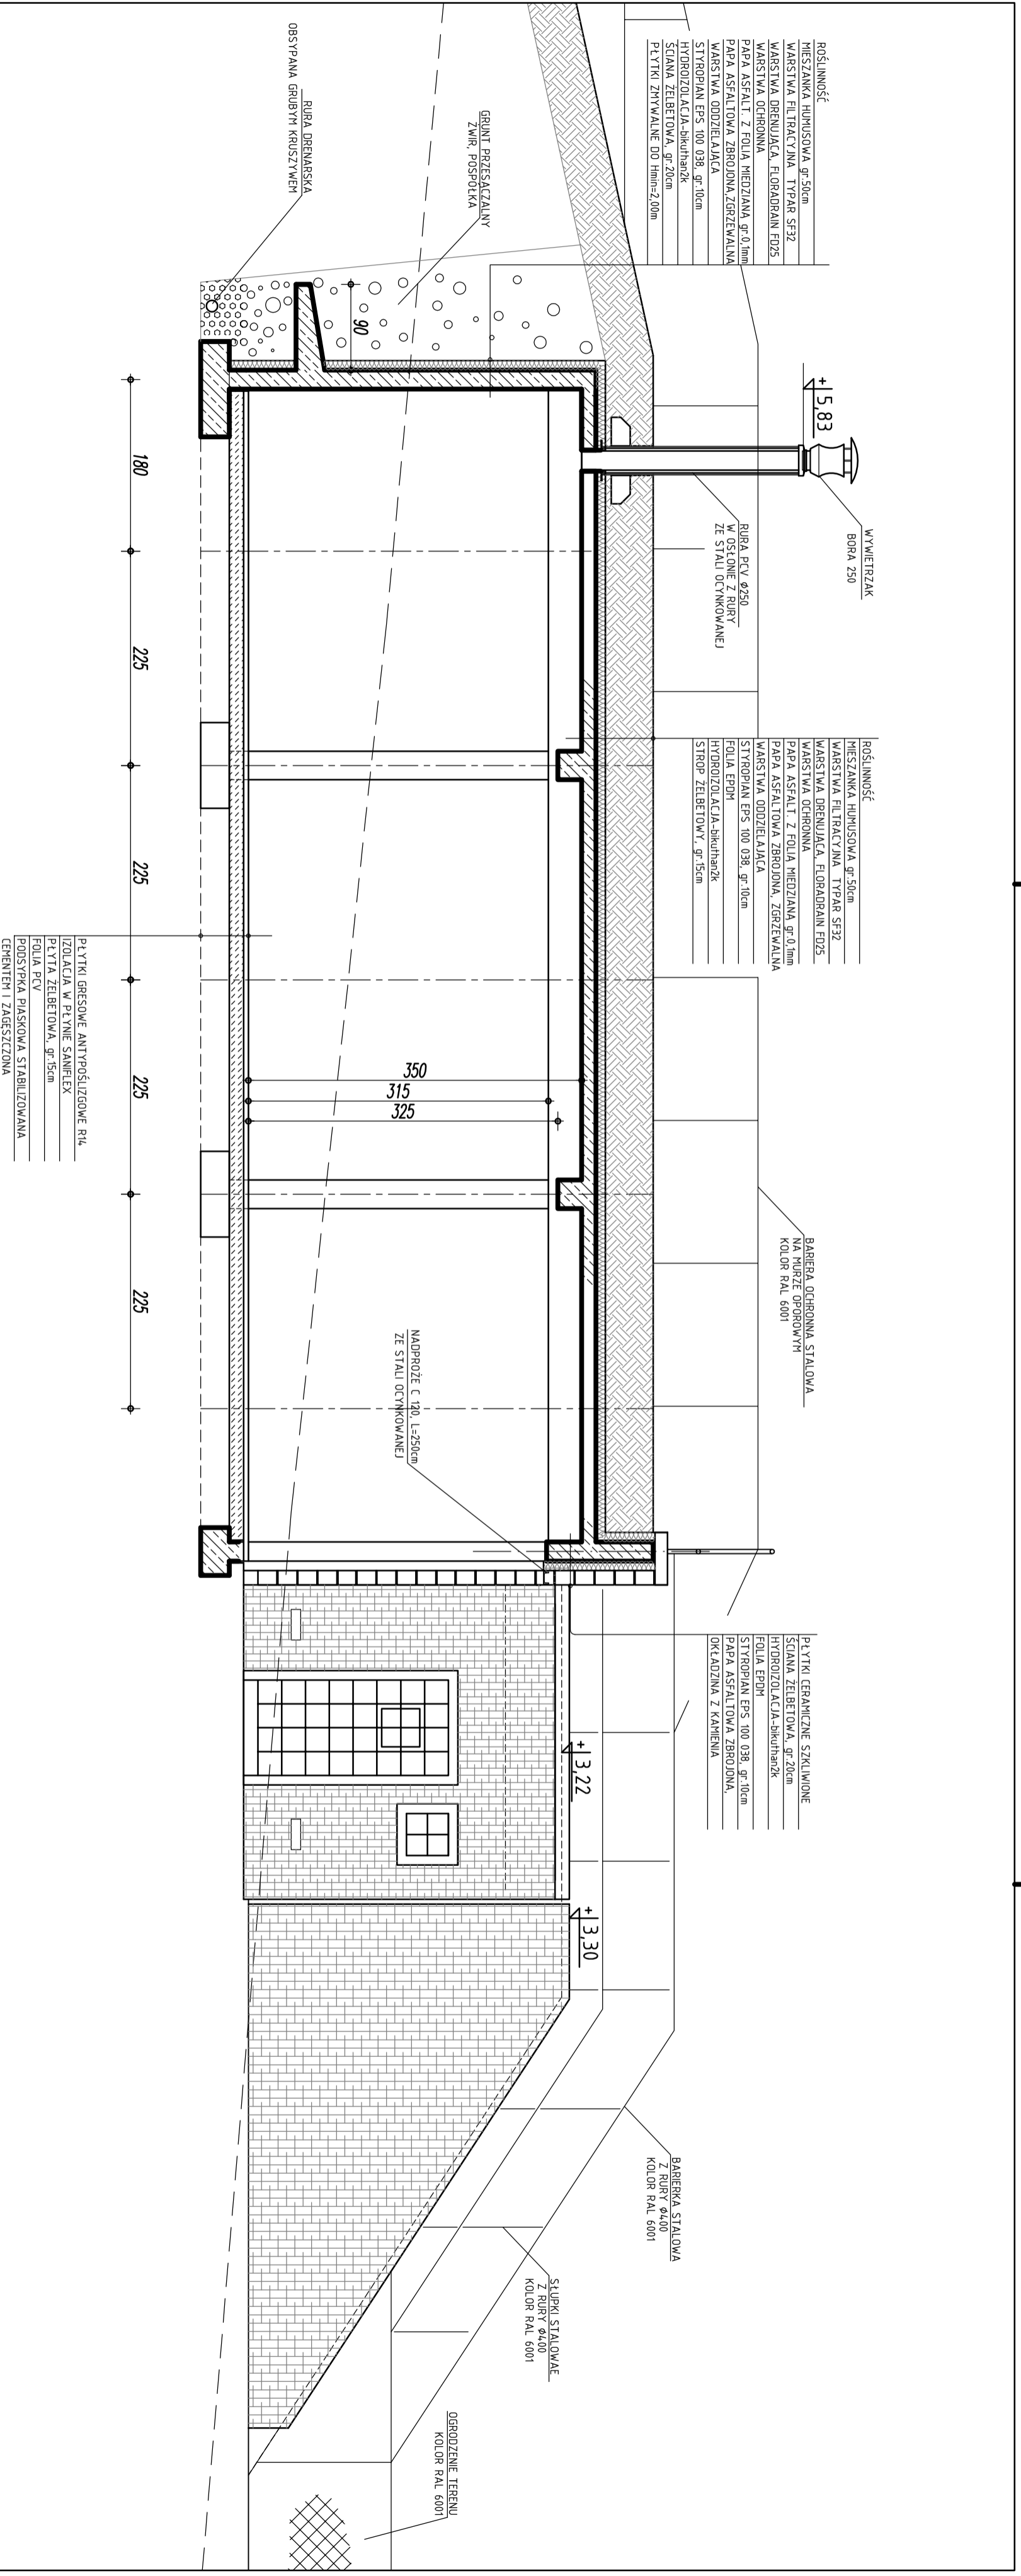 ROŚLINNOŚĆ
MIESZANKA HUMUSOWA gr.50cm
WARSTWA FILTRACYJNA TYPAR SF32
WARSTWA DRENUJĄCA, FLORADRAIN FD25
WARSTWA OCHRONNA
PAPA ASFALT. Z FOLIĄ MIEDZIANĄ gr.0,1mm
PAPA ASFALTOWA ZBROJONA,ZGRZEWALNA
WARSTWA ODDZIELAJĄCA
STYROPIAN EPS 100 038, gr.10cm
HYDROIZOLACJA-bikuthan2k
ŚCIANA ŻELBETOWA, gr.20cm
PŁYTKI ZMYWALNE DO Hmin=2,00m
+5,83
WYWIETRZAK
BORA 250
RURA PCV ø250
W OSŁONIE Z RURY
ZE STALI OCYNKOWANEJ
ROŚLINNOŚĆ
MIESZANKA HUMUSOWA gr.50cm
WARSTWA FILTRACYJNA TYPAR SF32
WARSTWA DRENUJĄCA, FLORADRAIN FD25
WARSTWA OCHRONNA
PAPA ASFALT. Z FOLIĄ MIEDZIANĄ gr.0,1mm
PAPA ASFALTOWA ZBROJONA, ZGRZEWALNA
WARSTWA ODDZIELAJĄCA
STYROPIAN EPS 100 038, gr.10cm
FOLIA EPDM
HYDROIZOLACJA-bikuthan2k
STROP ŻELBETOWY, gr.15cm
BARIERA OCHRONNA STALOWA
NA MURZE OPOROWYM
KOLOR RAL 6001
PŁYTKI CERAMICZNE SZKLIWIONE
ŚCIANA ŻELBETOWA, gr.20cm
HYDROIZOLACJA-bikuthan2k
FOLIA EPDM
STYROPIAN EPS 100 038, gr.10cm
PAPA ASFALTOWA ZBROJONA,
OKŁADZINA Z KAMIENIA
GRUNT PRZESĄCZALNY
ŻWIR, POSPÓŁKA
RURA DRENARSKA
OBSYPANA GRUBYM KRUSZYWEM
90
350
315
325
NADPROŻE C 120, L=250cm
ZE STALI OCYNKOWANEJ
+3,22
+3,30
BARIERKA STALOWA
Z RURY ø400
KOLOR RAL 6001
SŁUPKI STALOWAE
Z RURY ø400
KOLOR RAL 6001
OGRODZENIE TERENU
KOLOR RAL 6001
180
225
225
225
225
PŁYTKI GRESOWE ANTYPOŚLIZGOWE R14
IZOLACJA W PŁYNIE SANIFLEX
PŁYTA ŻELBETOWA, gr.15cm
FOLIA PCV
PODSYPKA PIASKOWA STABILIZOWANA
CEMENTEM I ZAGĘSZCZONA